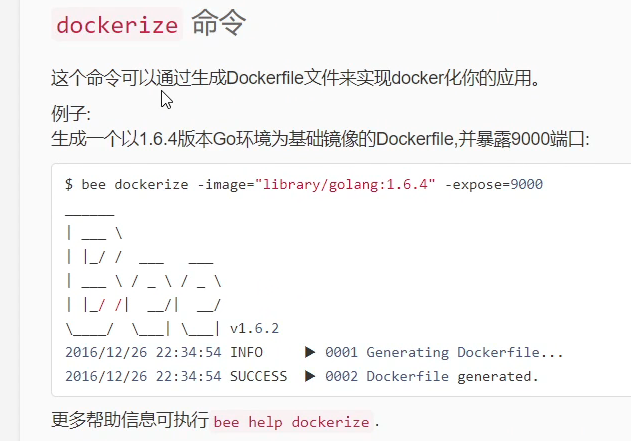 dockerize 命令
这个命令可以通过生成Dockerfile文件来实现docker化你的应用。
例子:
生成一个以1.6.4版本Go环境为基础镜像的Dockerfile,并暴露9000端口:
$ bee dockerize -image="library/golang:1.6.4" -expose=9000
______
| ___ \
| |_/ /  ___   ___
| ___ \ / _ \ / _ \
| |_/ /|  __/|  __/
\____/  \___| \___| v1.6.2
2016/12/26 22:34:54 INFO     ▶ 0001 Generating Dockerfile...
2016/12/26 22:34:54 SUCCESS  ▶ 0002 Dockerfile generated.
更多帮助信息可执行bee help dockerize.